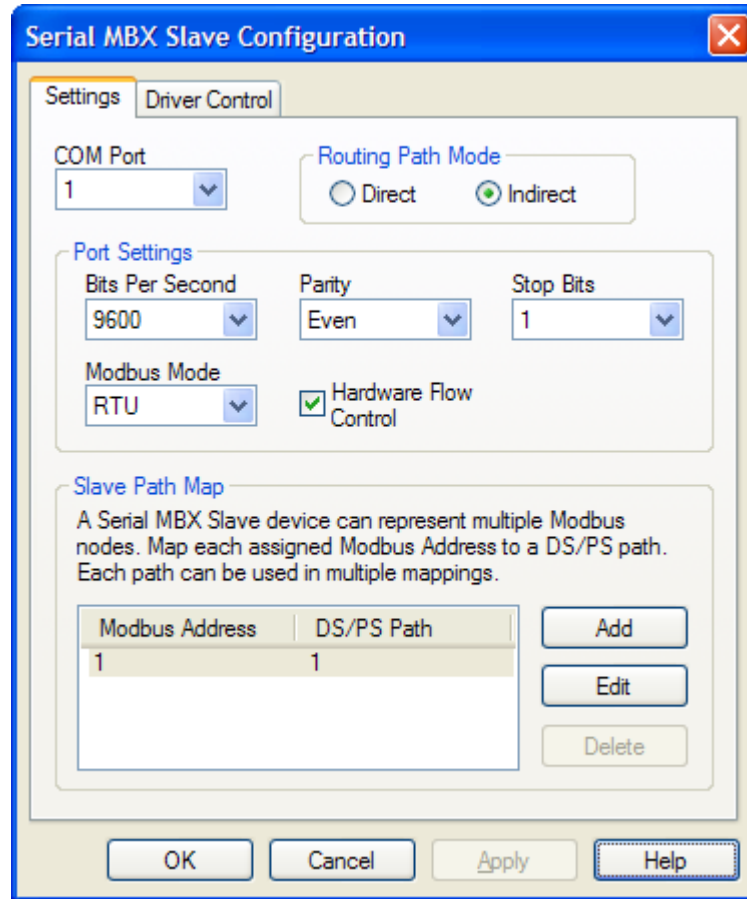 Serial MBX Slave Configuration
Settings Driver Control
COM Port
1
Routing Path Mode
Direct Indirect
Port Settings
Bits Per Second Parity Stop Bits
9600 Even 1
Modbus Mode
RTU
Hardware Flow
Control
Slave Path Map
A Serial MBX Slave device can represent multiple Modbus
nodes. Map each assigned Modbus Address to a DS/PS path.
Each path can be used in multiple mappings.
Modbus Address DS/PS Path
1 1
Add
Edit
Delete
OK Cancel Apply Help